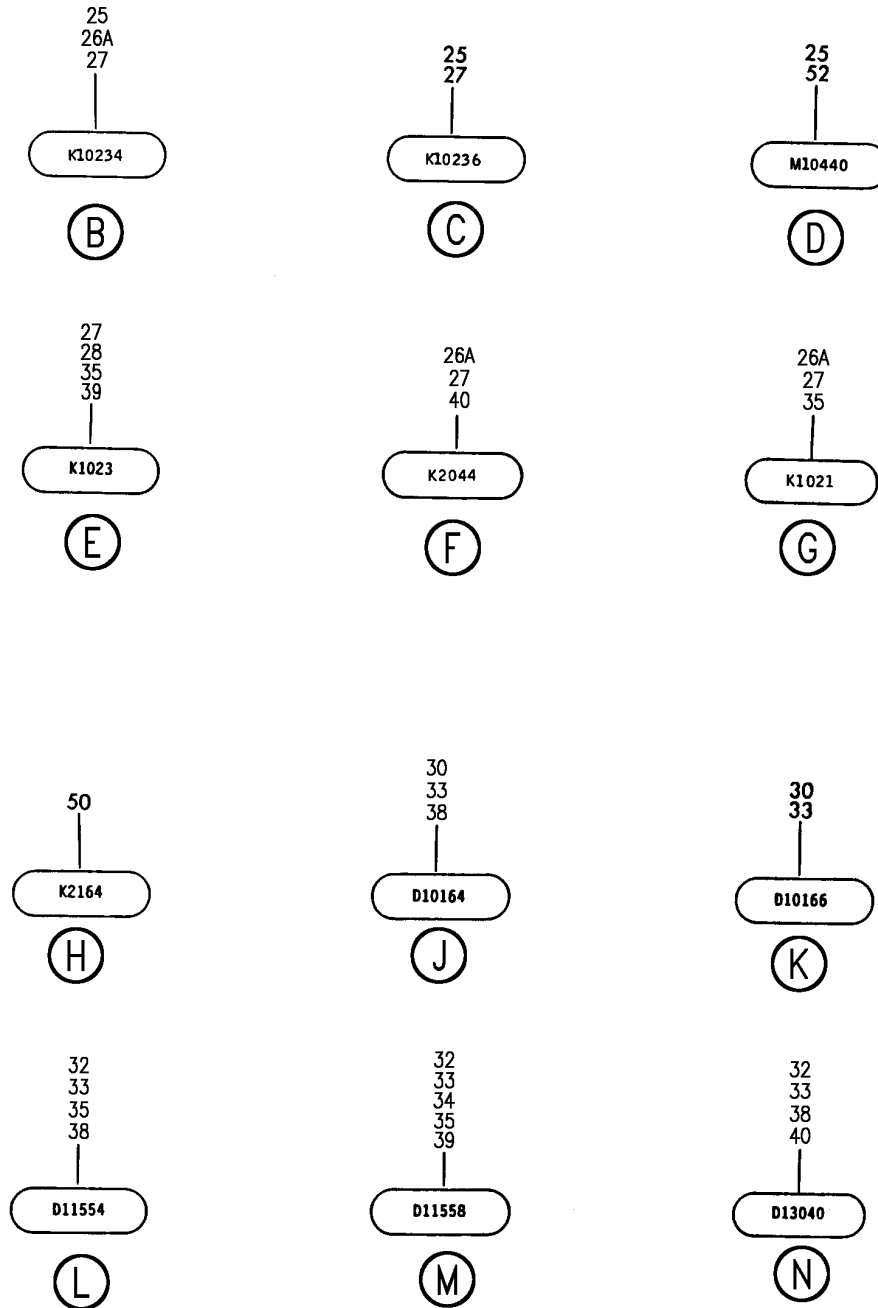 25
26A
27
K10234
B
25
27
K10236
C
25
52
M10440
D
27
28
35
39
K1023
E
26A
27
40
K2044
F
26A
27
35
K1021
G
50
K2164
H
30
33
38
D10164
J
30
33
D10166
K
32
33
35
38
D11554
L
32
33
34
35
39
D11558
M
32
33
38
40
D13040
N